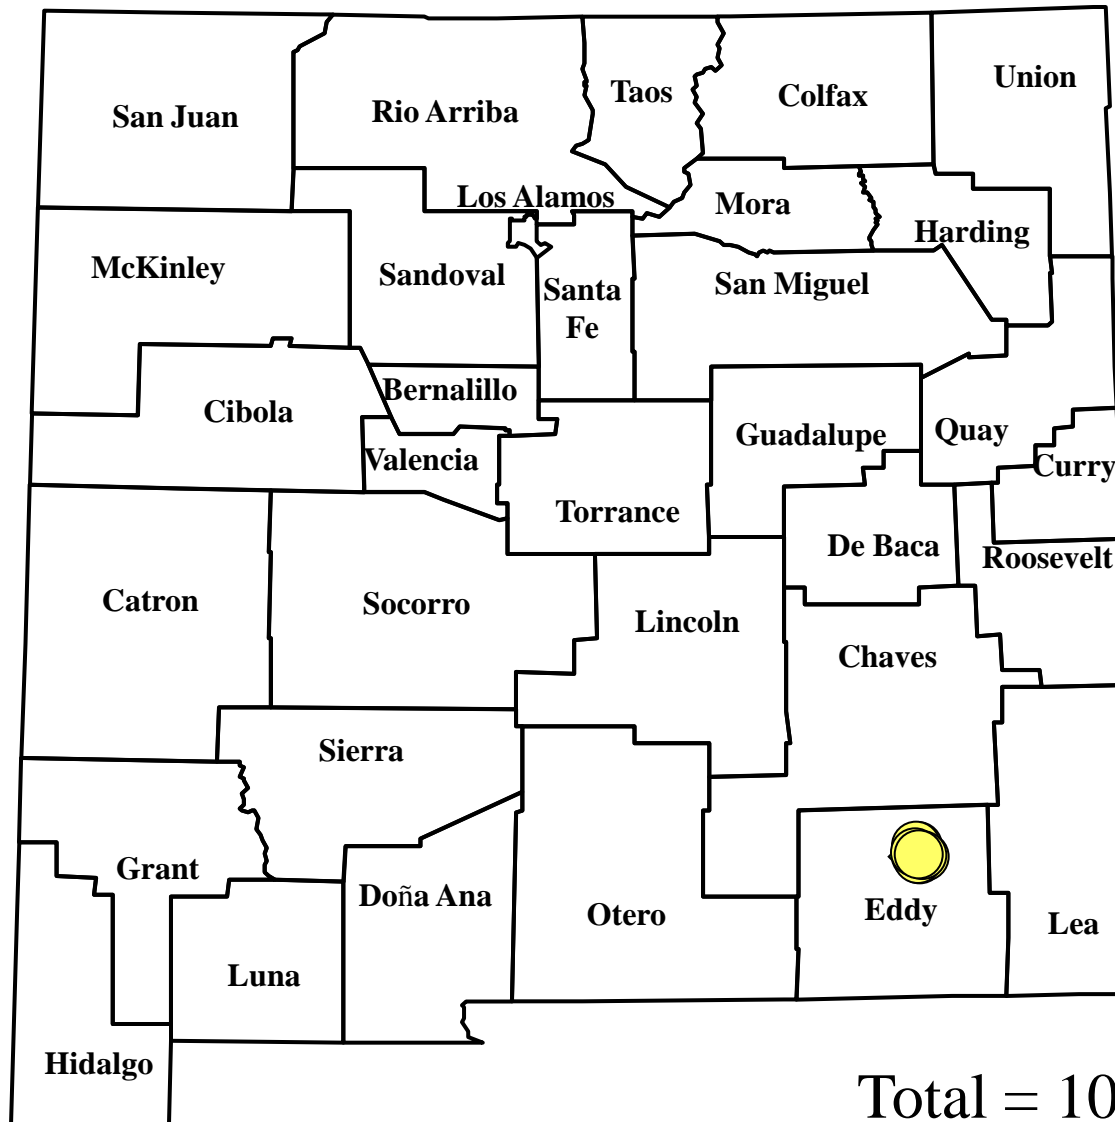 Union
Taos
Colfax
San Juan
Rio Arriba
Los Alamos
Mora
Harding
McKinley
Sandoval
San Miguel
Santa
Fe
Bernalillo
Cibola
Guadalupe
Quay
Valencia
Curry
Torrance
De Baca
Roosevelt
Catron
Socorro
Lincoln
Chaves
Sierra
Grant
Doña Ana
Otero
Eddy
Lea
Luna
Hidalgo
Total = 10